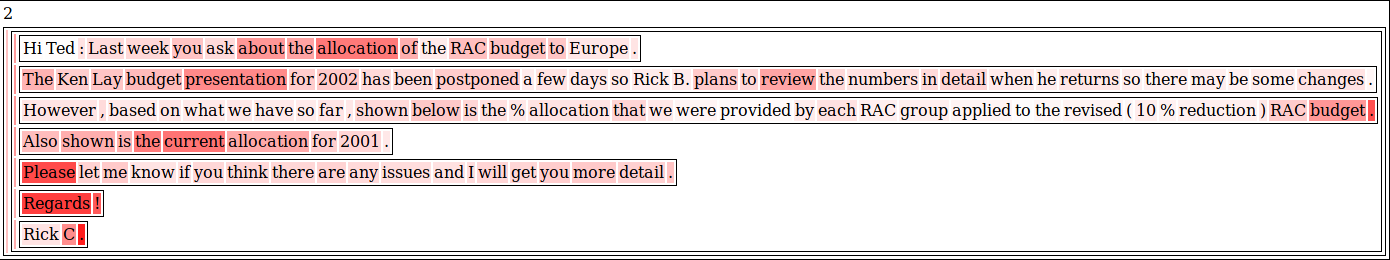 2
Hi Ted : Last week you ask about the allocation of the RAC budget to Europe .
The Ken Lay budget presentation for 2002 has been postponed a few days so Rick B. plans to review the numbers in detail when he returns so there may be some changes .
However , based on what we have so far , shown below is the % allocation that we were provided by each RAC group applied to the revised ( 10 % reduction ) RAC budget .
Also shown is the current allocation for 2001 .
Please let me know if you think there are any issues and I will get you more detail .
Regards !
Rick C .